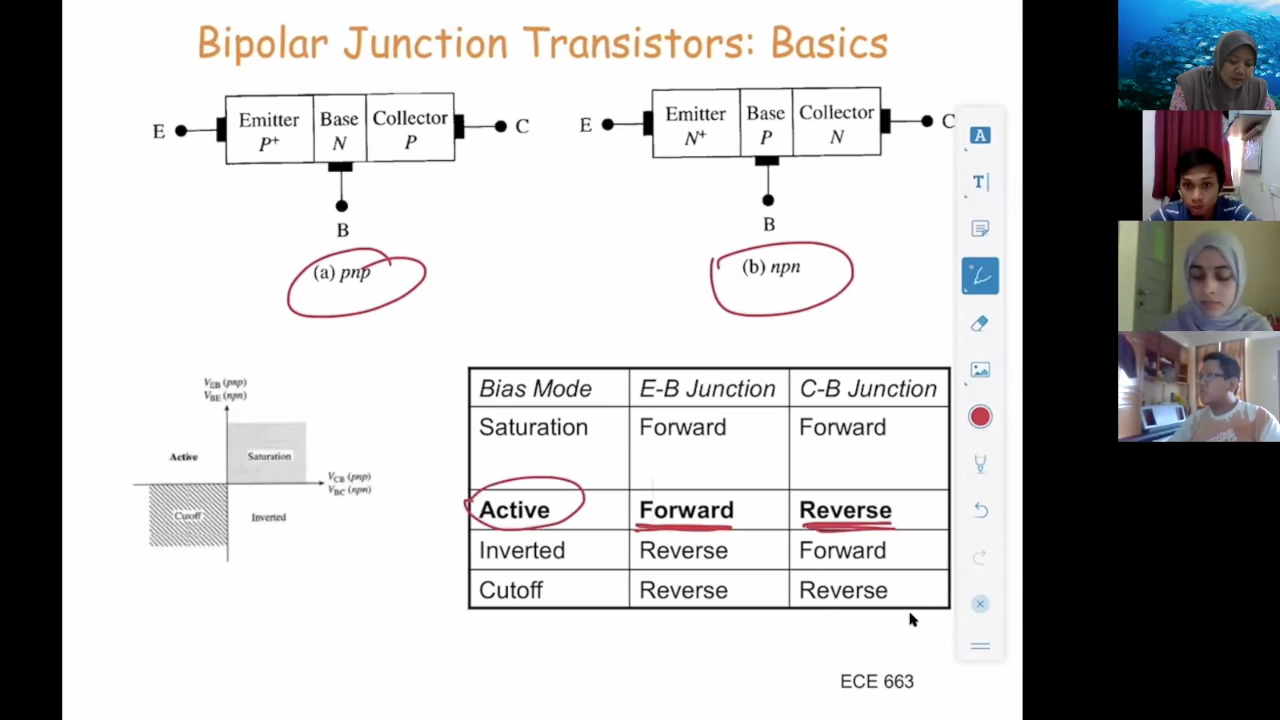 Bipolar Junction Transistors: Basics
E
Emitter Base Collector
P+ N P
C
B
(a) pnp
E
Emitter Base Collector
N+ P N
C
B
(b) npn
A
T|
VEB (pnp)
VBE (npn)
Active Saturation
VCB (pnp)
VBC (npn)
Cutoff Inverted
Bias Mode E-B Junction C-B Junction
Saturation Forward Forward
Active Forward Reverse
Inverted Reverse Forward
Cutoff Reverse Reverse
ECE 663